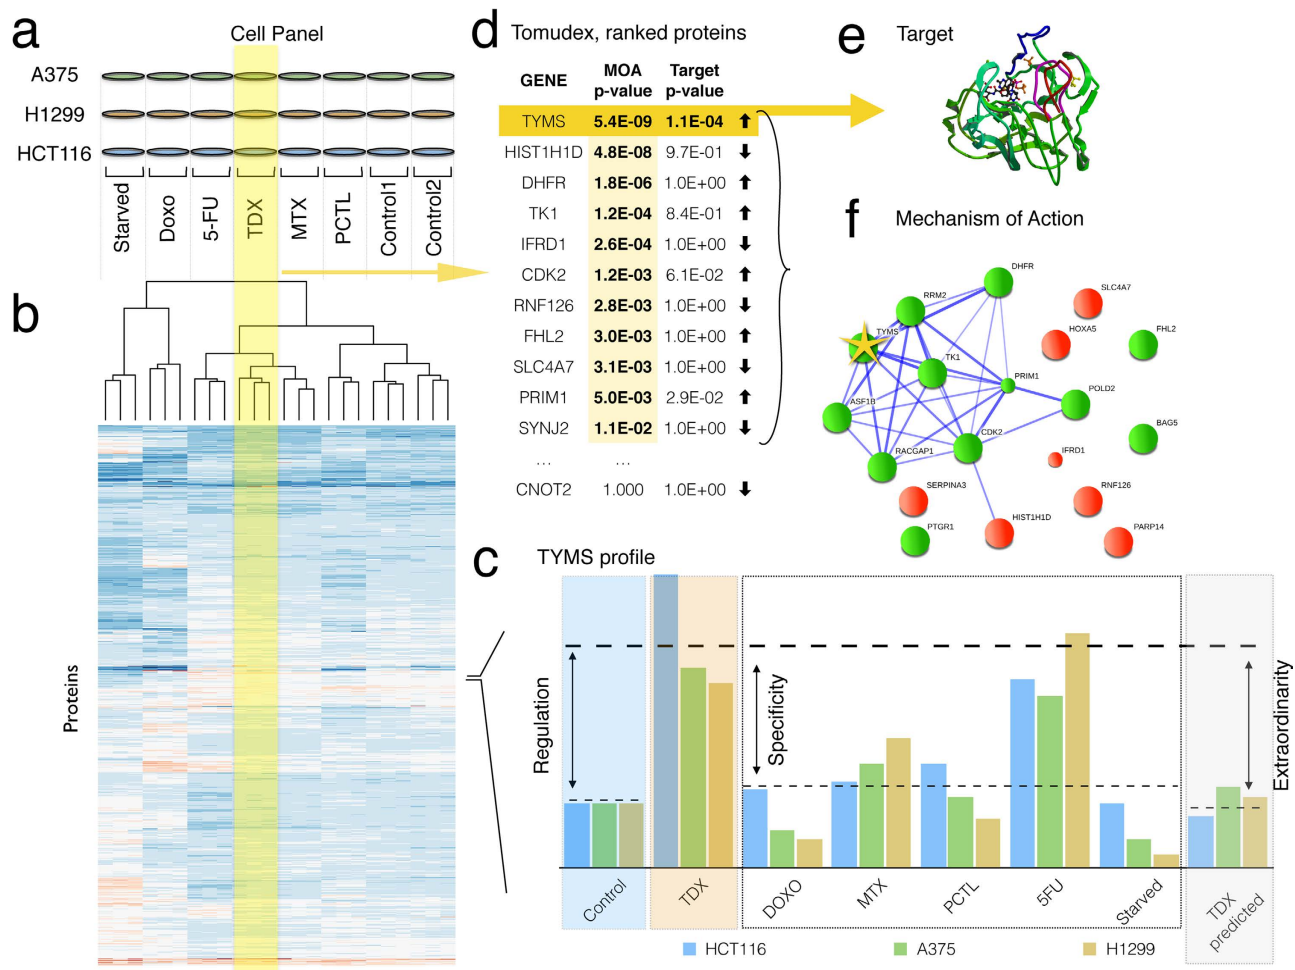 a
Cell Panel
A375
H1299
HCT116
Starved
Doxo
5-FU
TDX
MTX
PCTL
Control1
Control2
b
Proteins
d
Tomudex, ranked proteins
GENE MOA p-value Target p-value
TYMS 5.4E-09 1.1E-04
HIST1H1D 4.8E-08 9.7E-01
DHFR 1.8E-06 1.0E+00
TK1 1.2E-04 8.4E-01
IFRD1 2.6E-04 1.0E+00
CDK2 1.2E-03 6.1E-02
RNF126 2.8E-03 1.0E+00
FHL2 3.0E-03 1.0E+00
SLC4A7 3.1E-03 1.0E+00
PRIM1 5.0E-03 2.9E-02
SYNJ2 1.1E-02 1.0E+00
... ...
CNOT2 1.000 1.0E+00
e
Target
f
Mechanism of Action
DHFR
SLC4A7
RRM2
HOXA5
FHL2
TYMS
TK1
PRIM1
POLD2
ASF1B
BAG5
CDK2
IFRD1
RACGAP1
SERPINA3
RNF126
PTGR1
HIST1H1D
PARP14
c
TYMS profile
Regulation
Specificity
Extraordinarity
Control
TDX
DOXO
MTX
PCTL
5FU
Starved
TDX
predicted
HCT116
A375
H1299